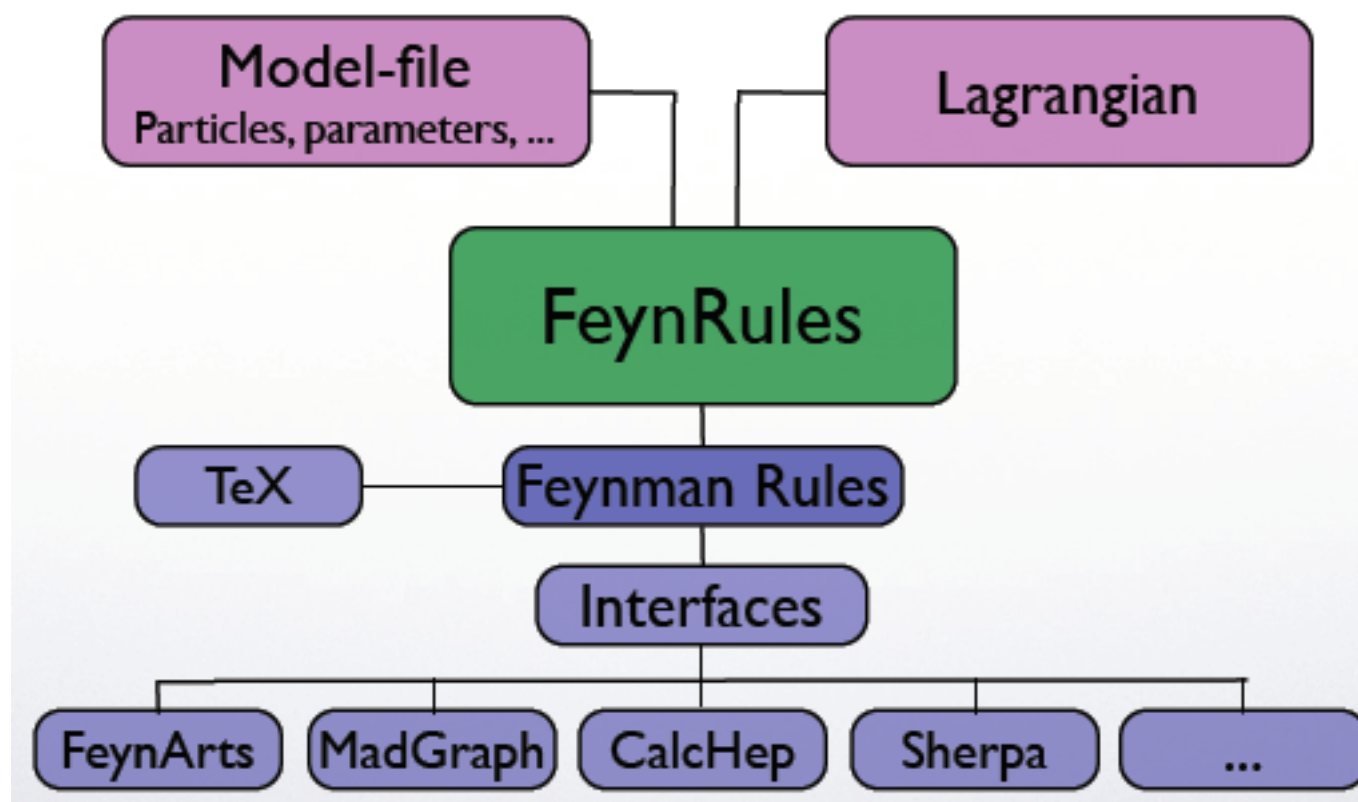 Model-file
Particles, parameters, ...
Lagrangian
FeynRules
TeX
Feynman Rules
Interfaces
FeynArts
MadGraph
CalcHep
Sherpa
...